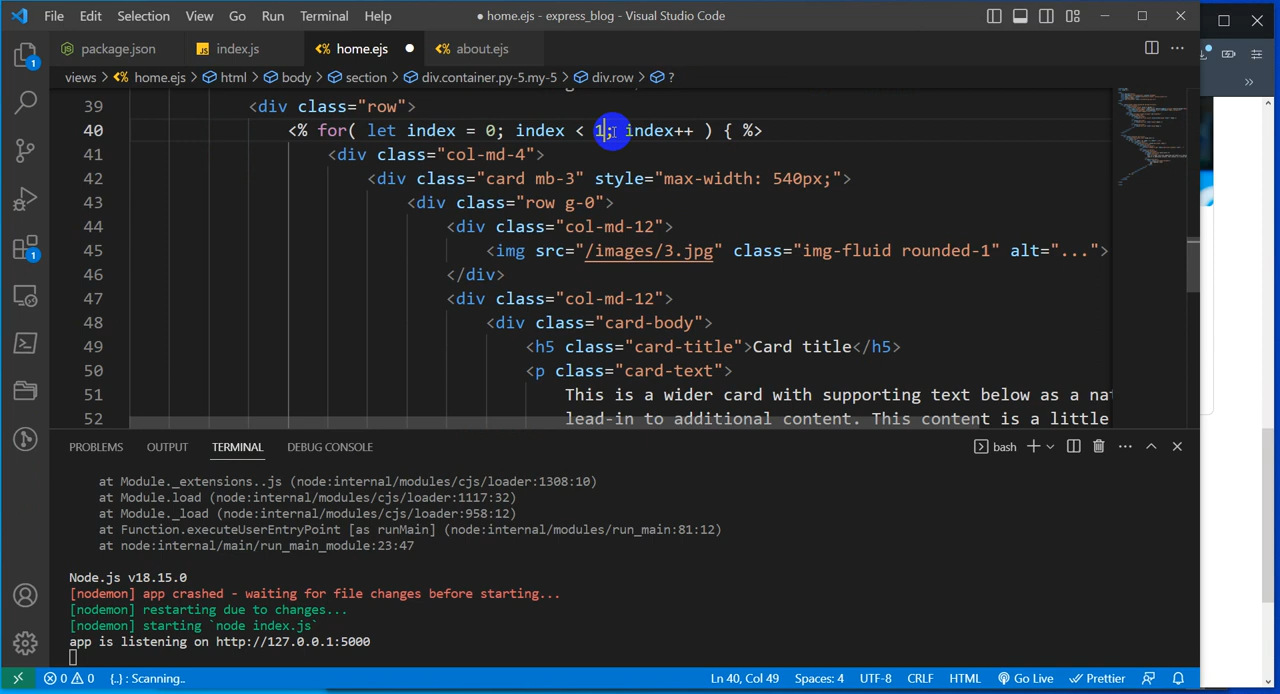 File Edit Selection View Go Run Terminal Help
● home.ejs - express_blog - Visual Studio Code
package.json
JS index.js
home.ejs ●
about.ejs
views > home.ejs > html > body > section > div.container.py-5.my-5 > div.row > ?
39 <div class="row">
40 <% for( let index = 0; index < 1; index++ ) { %>
41 <div class="col-md-4">
42 <div class="card mb-3" style="max-width: 540px;">
43 <div class="row g-0">
44 <div class="col-md-12">
45 <img src="/images/3.jpg" class="img-fluid rounded-1" alt="...">
46 </div>
47 <div class="col-md-12">
48 <div class="card-body">
49 <h5 class="card-title">Card title</h5>
50 <p class="card-text">
51 This is a wider card with supporting text below as a nat
52 lead-in to additional content. This content is a little
PROBLEMS OUTPUT TERMINAL DEBUG CONSOLE
bash
at Module._extensions..js (node:internal/modules/cjs/loader:1308:10)
at Module.load (node:internal/modules/cjs/loader:1117:32)
at Module._load (node:internal/modules/cjs/loader:958:12)
at Function.executeUserEntryPoint [as runMain] (node:internal/modules/run_main:81:12)
at node:internal/main/run_main_module:23:47
Node.js v18.15.0
[nodemon] app crashed - waiting for file changes before starting...
[nodemon] restarting due to changes...
[nodemon] starting `node index.js`
app is listening on http://127.0.0.1:5000
0 0 {..} : Scanning.. Ln 40, Col 49 Spaces: 4 UTF-8 CRLF HTML Go Live Prettier